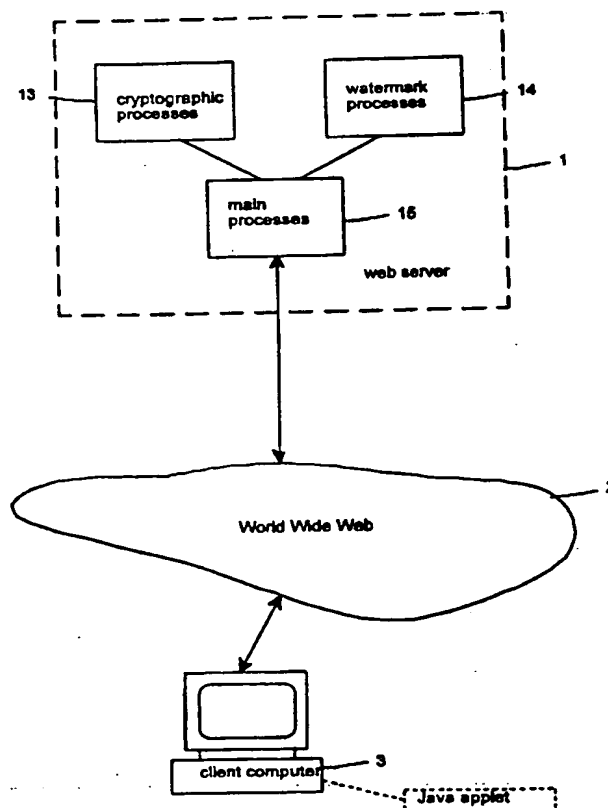 13
cryptographic
processes
watermark
processes
14
1
main
processes
15
web server
2
World Wide Web
client computer
3
Java applet